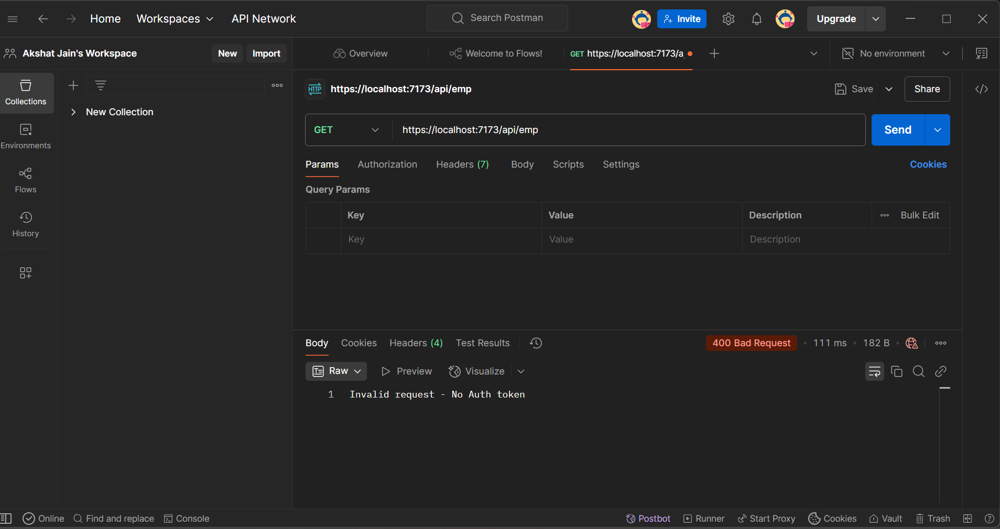 Home Workspaces API Network Search Postman Invite Upgrade
Akshat Jain's Workspace New Import Overview Welcome to Flows! GET https://localhost:7173/a No environment
Collections
Environments
Flows
History
New Collection
HTTP https://localhost:7173/api/emp Save Share
GET https://localhost:7173/api/emp Send
Params Authorization Headers (7) Body Scripts Settings Cookies
Query Params
Key Value Description Bulk Edit
Key Value Description
Body Cookies Headers (4) Test Results 400 Bad Request 111 ms 182 B
Raw Preview Visualize
1 Invalid request - No Auth token
Online Find and replace Console Postbot Runner Start Proxy Cookies Vault Trash